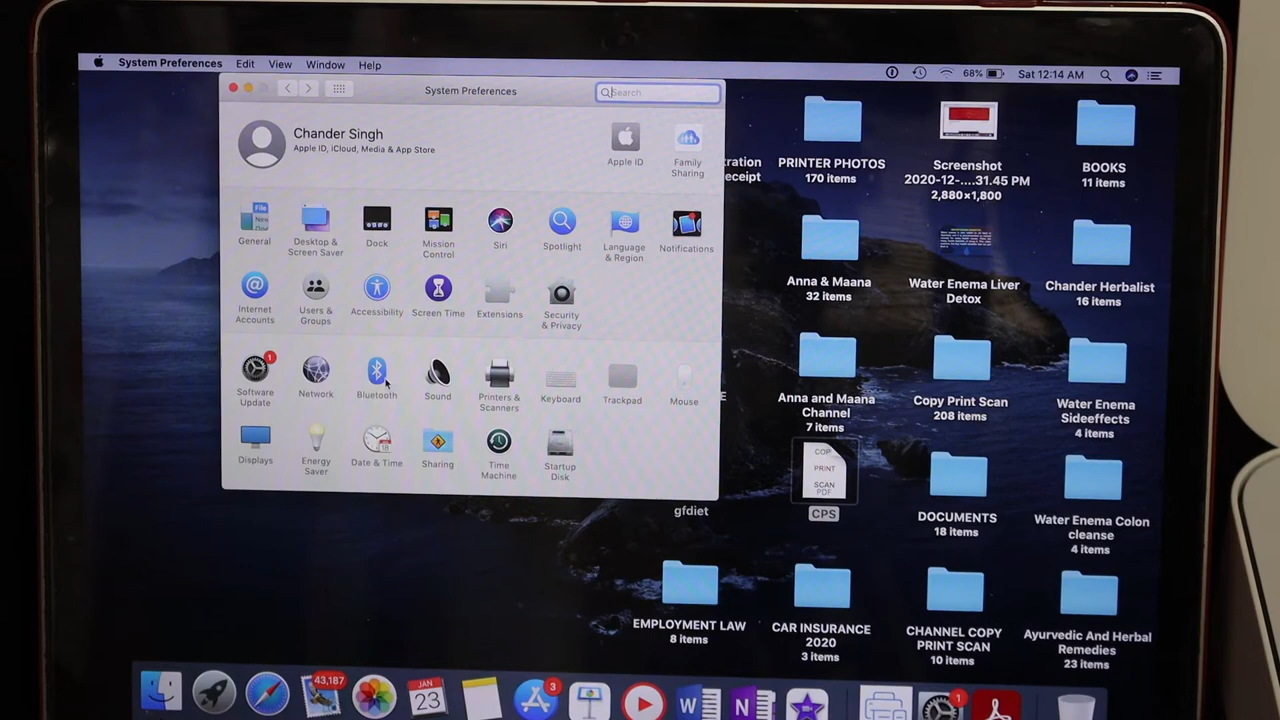 System Preferences Edit View Window Help
68% Sat 12:14 AM
System Preferences
Search
Chander Singh
Apple ID, iCloud, Media & App Store
Apple ID
Family
Sharing
General
Desktop &
Screen Saver
Dock
Mission
Control
Siri
Spotlight
Language
& Region
Notifications
Internet
Accounts
Users &
Groups
Accessibility
Screen Time
Extensions
Security
& Privacy
1
Software
Update
Network
Bluetooth
Sound
Printers &
Scanners
Keyboard
Trackpad
Mouse
Displays
Energy
Saver
18
Date & Time
Sharing
Time
Machine
Startup
Disk
tration
eceipt
PRINTER PHOTOS
170 items
Screenshot
2020-12-....31.45 PM
2,880×1,800
BOOKS
11 items
Anna & Maana
32 items
Water Enema Liver
Detox
Chander Herbalist
16 items
Anna and Maana
Channel
7 items
Copy Print Scan
208 items
Water Enema
Sideeffects
4 items
E
COP
PRINT
SCAN
PDF
CPS
gfdiet
DOCUMENTS
18 items
Water Enema Colon
cleanse
4 items
EMPLOYMENT LAW
8 items
CAR INSURANCE
2020
3 items
CHANNEL COPY
PRINT SCAN
10 items
Ayurvedic And Herbal
Remedies
23 items
43,187
JAN
23
3
W
N
1